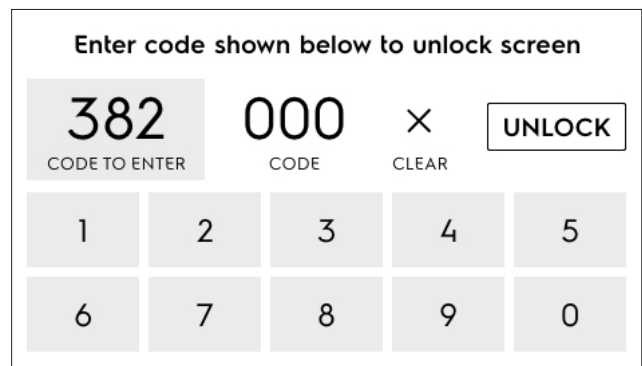 Enter code shown below to unlock screen
382 000 × UNLOCK
CODE TO ENTER CODE CLEAR
1 2 3 4 5
6 7 8 9 0